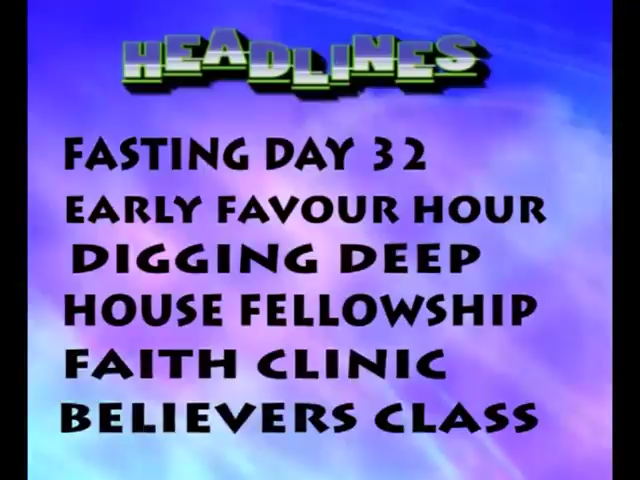 HEADLINES
FASTING DAY 32
EARLY FAVOUR HOUR
DIGGING DEEP
HOUSE FELLOWSHIP
FAITH CLINIC
BELIEVERS CLASS